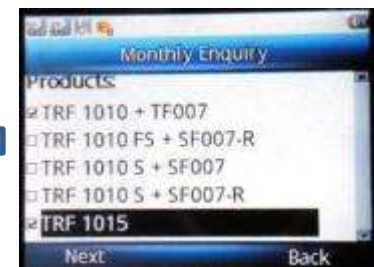 Monthly Enquiry
Products:
TRF 1010 + TF007
TRF 1010 FS + SF007-R
TRF 1010 S + SF007
TRF 1010 S + SF007-R
TRF 1015
Next Back